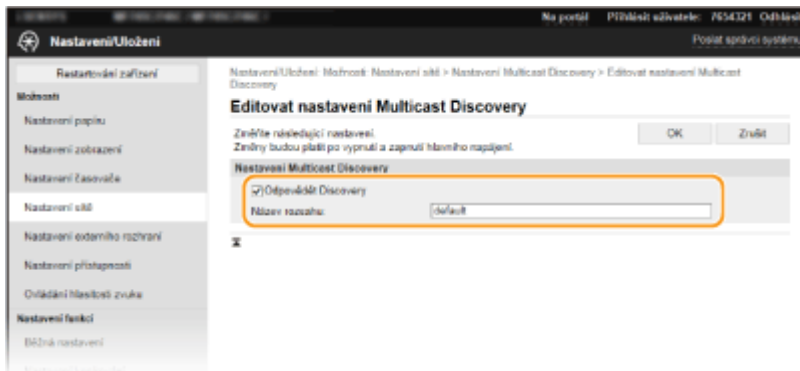 Na portál Přihlásit uživatele: 7654321 Odhlásit
Nastavení/Uložení
Poslat správci systému
Restartování zařízení
Možnosti
Nastavení papíru
Nastavení zobrazení
Nastavení časovače
Nastavení sítě
Nastavení externího rozhraní
Nastavení přístupnosti
Ovládání hlasitosti zvuku
Nastavení funkcí
Běžná nastavení
Nastavení/Uložení: Možnosti: Nastavení sítě > Nastavení Multicast Discovery > Editovat nastavení Multicast
Discovery
Editovat nastavení Multicast Discovery
Změňte následující nastavení.
Změny budou platit po vypnutí a zapnutí hlavního napájení.
OK Zrušit
Nastavení Multicast Discovery
Odpovědět Discovery
Název rozsahu: default